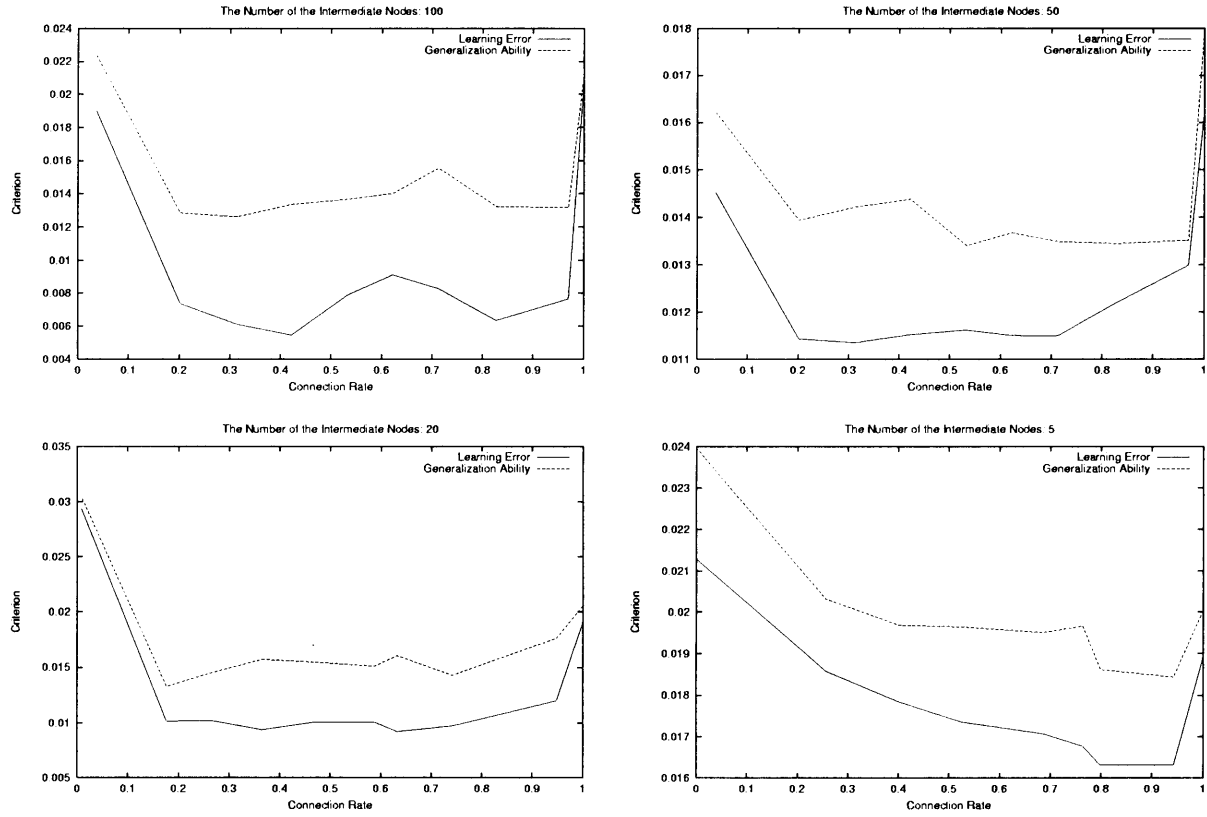 The Number of the Intermediate Nodes: 100
0.024
0.022
0.02
0.018
0.016
0.014
0.012
0.01
0.008
0.006
0.004
Criterion
Learning Error
Generalization Ability
0 0.1 0.2 0.3 0.4 0.5 0.6 0.7 0.8 0.9 1
Connection Rate
The Number of the Intermediate Nodes: 50
0.018
0.017
0.016
0.015
0.014
0.013
0.012
0.011
Criterion
Learning Error
Generalization Ability
0 0.1 0.2 0.3 0.4 0.5 0.6 0.7 0.8 0.9 1
Connection Rate
The Number of the Intermediate Nodes: 20
0.035
0.03
0.025
0.02
0.015
0.01
0.005
Criterion
Learning Error
Generalization Ability
0 0.1 0.2 0.3 0.4 0.5 0.6 0.7 0.8 0.9 1
Connection Rate
The Number of the Intermediate Nodes: 5
0.024
0.023
0.022
0.021
0.02
0.019
0.018
0.017
0.016
Criterion
Learning Error
Generalization Ability
0 0.1 0.2 0.3 0.4 0.5 0.6 0.7 0.8 0.9 1
Connection Rate